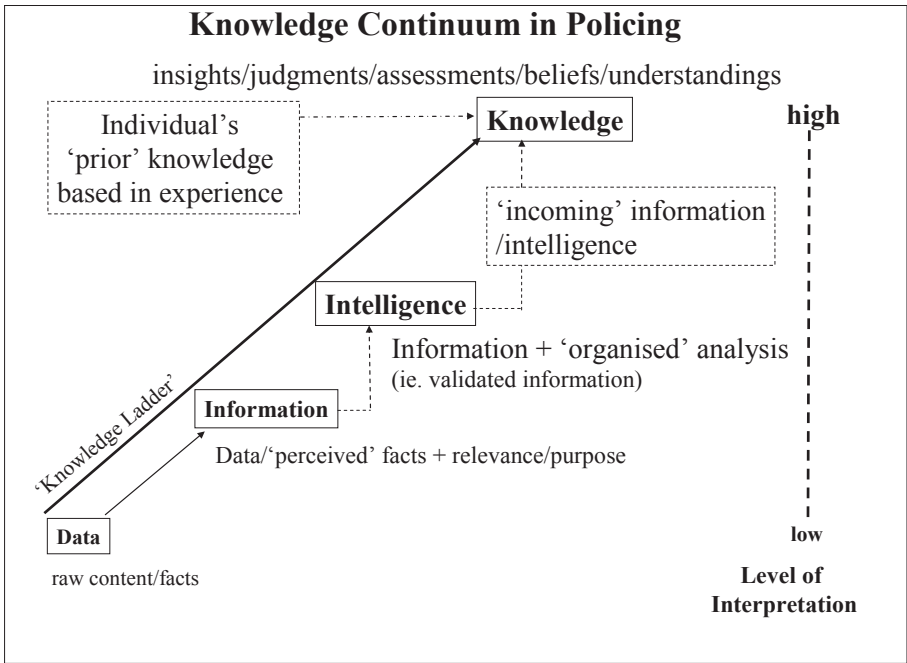 Knowledge Continuum in Policing
insights/judgments/assessments/beliefs/understandings
Individual’s
‘prior’ knowledge
based in experience
Knowledge
high
‘incoming’ information
/intelligence
Intelligence
Information + ‘organised’ analysis
(ie. validated information)
‘Knowledge Ladder’
Information
Data/‘perceived’ facts + relevance/purpose
Data
low
raw content/facts
Level of
Interpretation